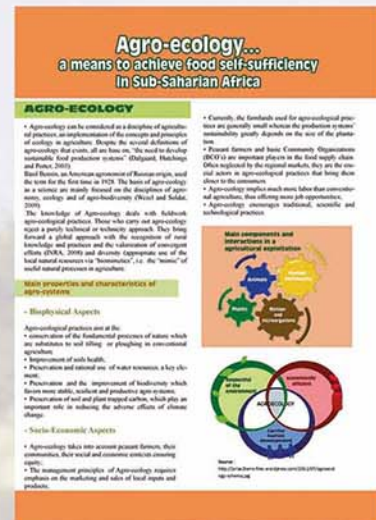 Agro-ecology...
a means to achieve food self-sufficiency
in Sub-Saharian Africa
AGRO-ECOLOGY
• Agro-ecology can be considered as a discipline of agricultu-
ral practices, an implementation of the concepts and principles
of ecology in agriculture. Despite the several definitions of
agro-ecology that exists, all are base on, "the need to develop
sustainable food production systems" (Dalgaard, Hutchings
and Porter, 2003).
Basil Bensin, an American agronomist of Russian origin, used
the term for the first time in 1928. The basis of agro-ecology
as a science are mainly focused on the disciplines of agro-
nomy, ecology and of agro-biodiversity (Wezel and Soldat,
2009).
The knowledge of Agro-ecology deals with fieldwork
agro-ecological practices. Those who carry out agro-ecology
reject a purely technical or technicity approach. They bring
forward a global approach with the recognition of rural
knowledge and practices and the valorization of convergent
efforts (INRA, 2008) and diversity (appropriate use of the
local natural resources via "biomimetics", i.e. the "mimic" of
useful natural processes in agriculture.
Main properties and characteristics of
agro-systems:
- Biophysical Aspects
Agro-ecological practices aim at the:
• conservation of the fundamental processes of nature which
are substitutes to soil tilling or ploughing in conventional
agriculture;
• Improvement of soils health;
• Preservation and rational use of water resources, a key ele-
ment;
• Preservation and the improvement of biodiversity which
favors more stable, resilient and productive agro-systems;
• Preservation of soil and plant trapped carbon, which play an
important role in reducing the adverse effects of climate
change.
- Socio-Economic Aspects
• Agro-ecology takes into account peasant farmers, their
communities, their social and economic contexts ensuring
equity;
• The management principles of Agro-ecology requires
emphasis on the marketing and sales of local inputs and
products;
• Currently, the farmlands used for agro-ecological prac-
tices are generally small whereas the production systems'
sustainability greatly depends on the size of the planta-
tion.
• Peasant farmers and basic Community Organizations
(BCO's) are important players in the food supply chain.
Often neglected by the regional markets, they are the cru-
cial actors in agro-ecological practices that bring them
closer to the consumers.
• Agro-ecology implies much more labor than conventio-
nal agriculture, thus offering more job opportunities;
• Agro-ecology encourages traditional, scientific and
technological practices.
Main components and
interactions in a
agricultural exploitation
Animals
Plants
AGROECOLOGY
Source :